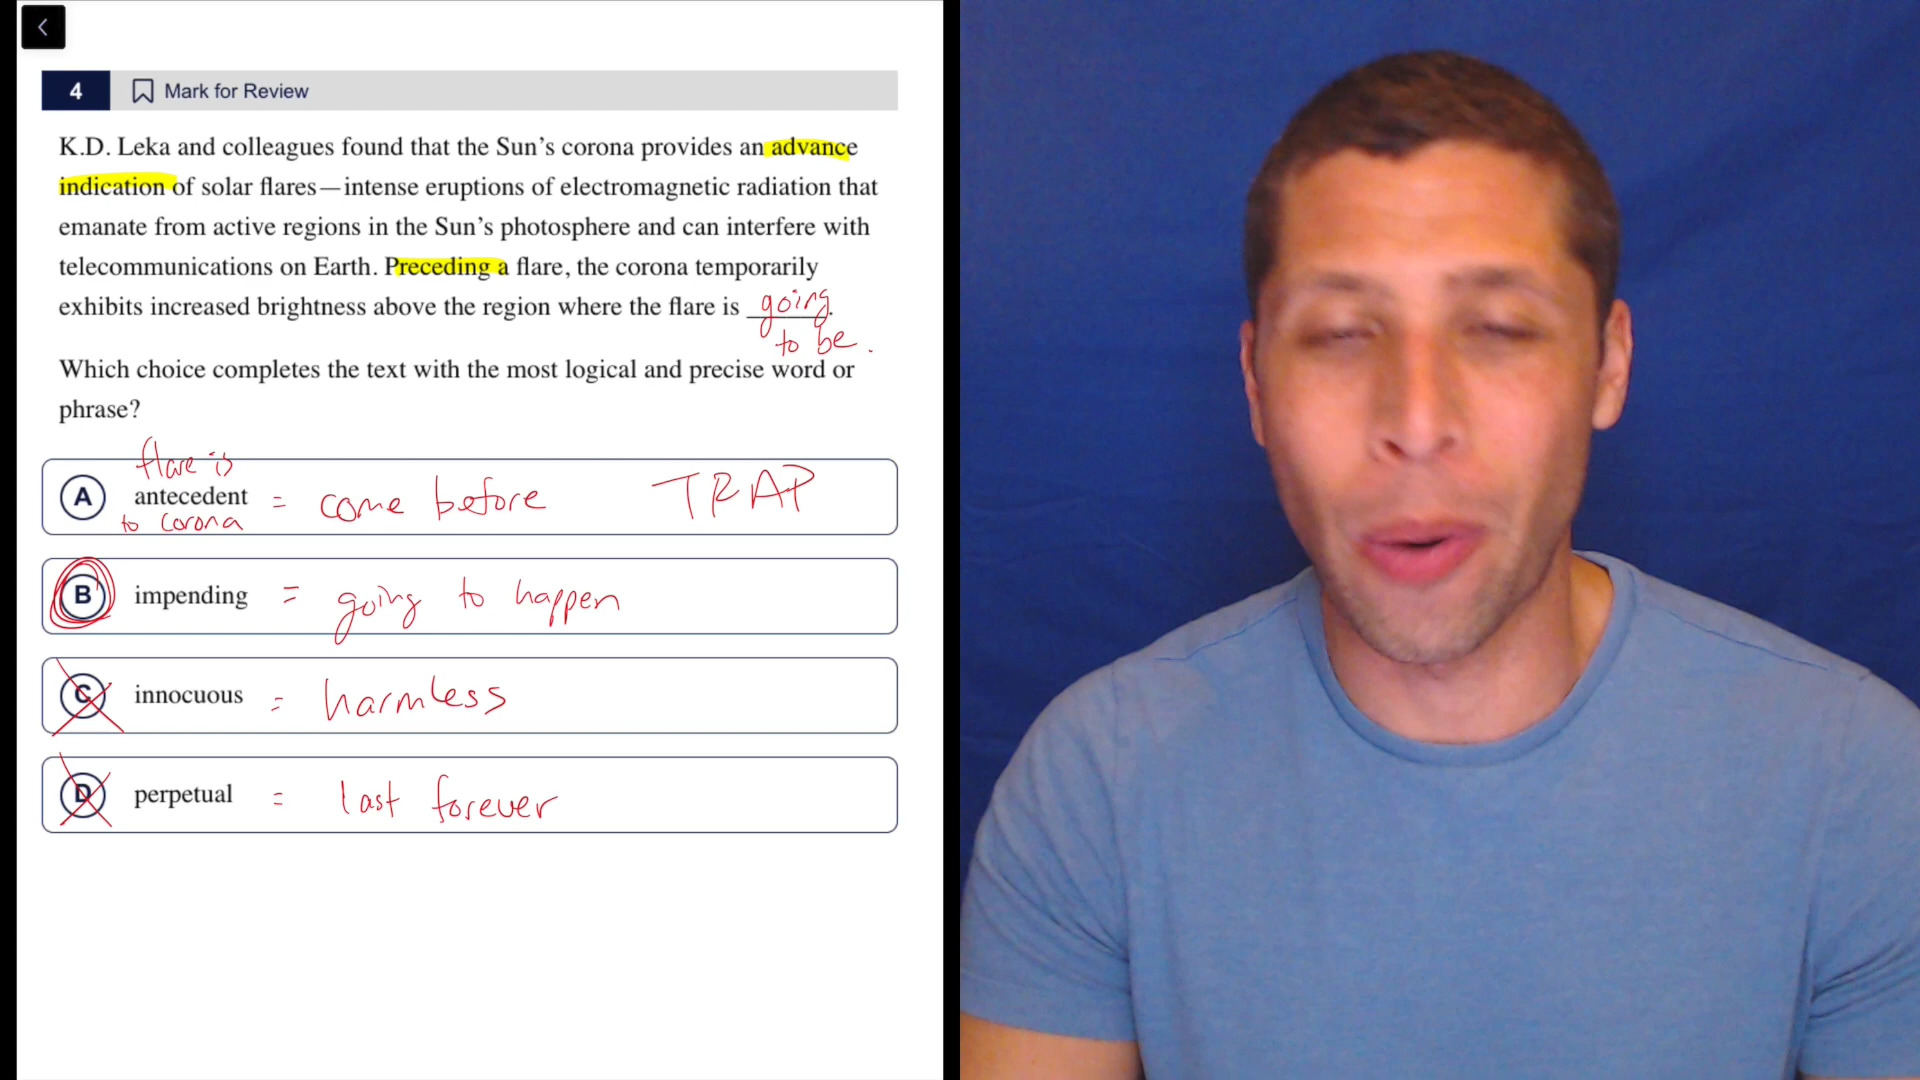 4 Mark for Review
K.D. Leka and colleagues found that the Sun’s corona provides an advance
indication of solar flares—intense eruptions of electromagnetic radiation that
emanate from active regions in the Sun’s photosphere and can interfere with
telecommunications on Earth. Preceding a flare, the corona temporarily
exhibits increased brightness above the region where the flare is ______.
going
to be.
Which choice completes the text with the most logical and precise word or
phrase?
flare is
A antecedent = come before TRAP
to corona
B impending = going to happen
C innocuous = harmless
D perpetual = last forever